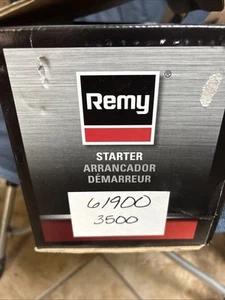 Remy®
STARTER
ARRANCADOR
DÉMARREUR
61900
3500